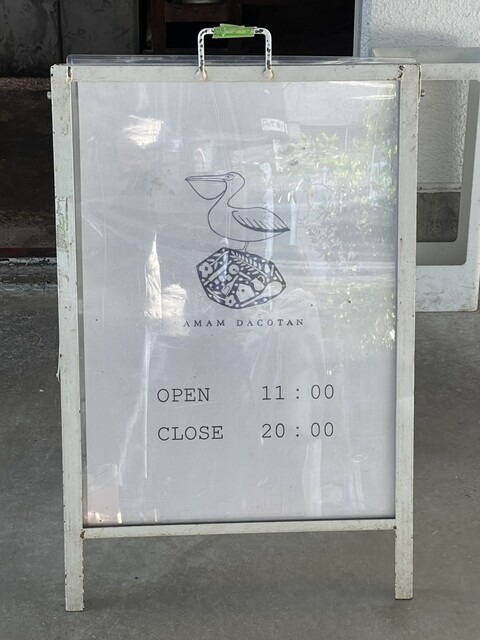 AMAM DACOTAN
OPEN 11:00
CLOSE 20:00